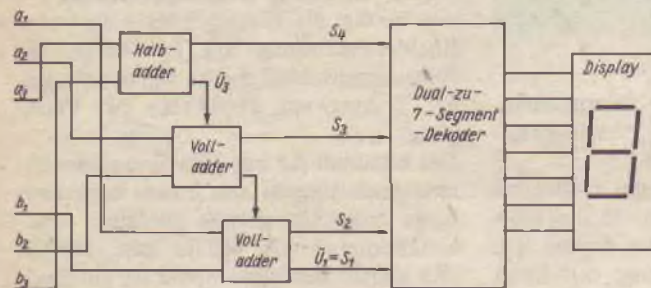 a₁
a₂
a₃
b₁
b₂
b₃
Halb-
adder
Ü₃
Voll-
adder
Voll-
adder
S₄
S₃
S₂
Ü₁=S₁
Dual-zu-
7-Segment
-Dekoder
Display
8